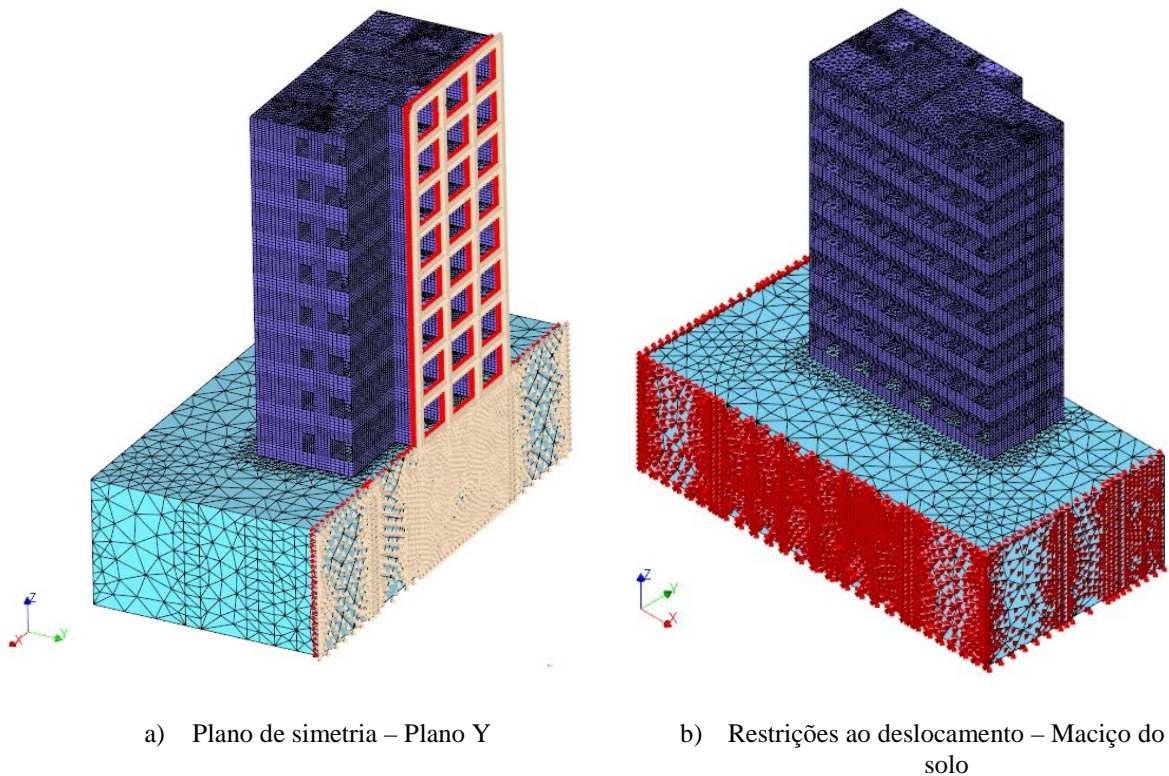 Z
X
Y
Z
Y
X
a) Plano de simetria – Plano Y
b) Restrições ao deslocamento – Maciço do
solo